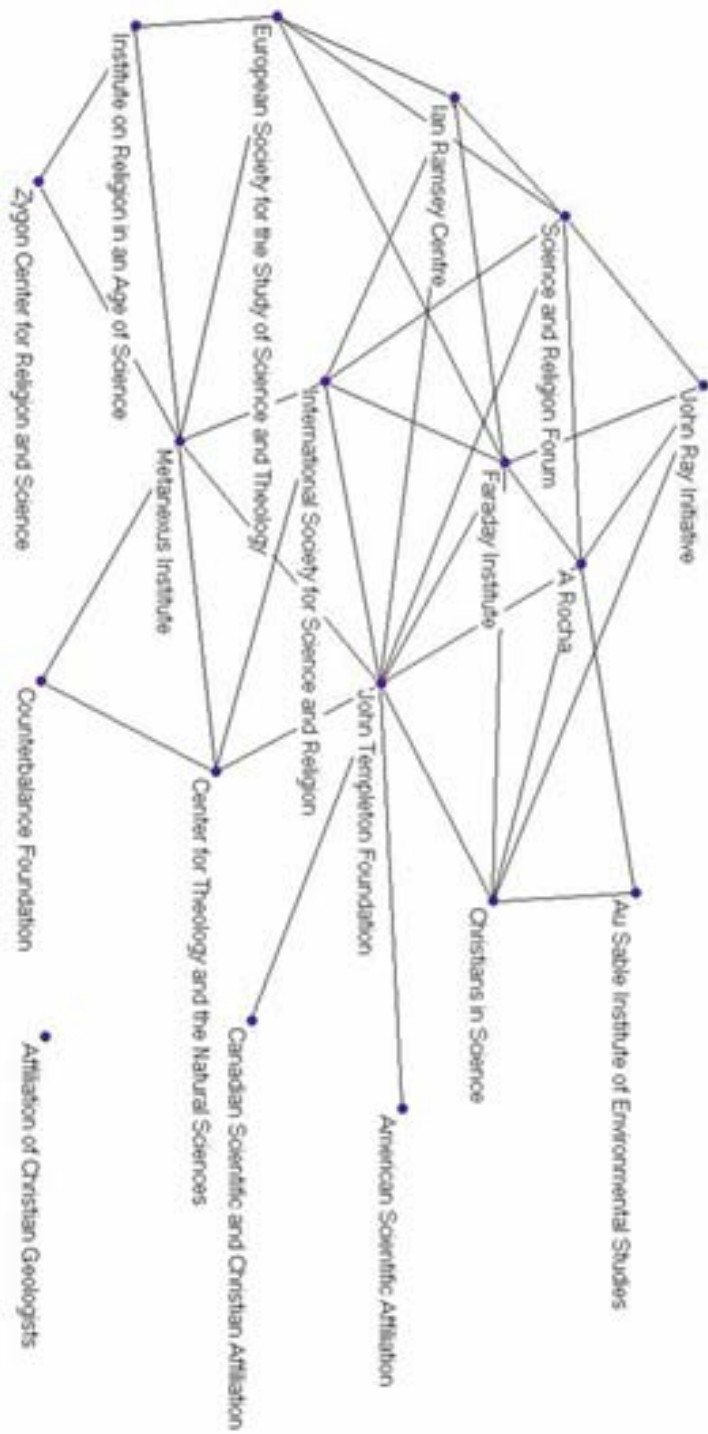 John Ray Initiative
Au Sable Institute of Environmental Studies
Science and Religion Forum
A Rocha
Ian Ramsey Centre
Faraday Institute
Christians in Science
International Society for Science and Religion
John Templeton Foundation
American Scientific Affiliation
European Society for the Study of Science and Theology
Canadian Scientific and Christian Affiliation
Center for Theology and the Natural Sciences
Metanexus Institute
Institute on Religion in an Age of Science
Zygon Center for Religion and Science
Counterbalance Foundation
Affiliation of Christian Geologists